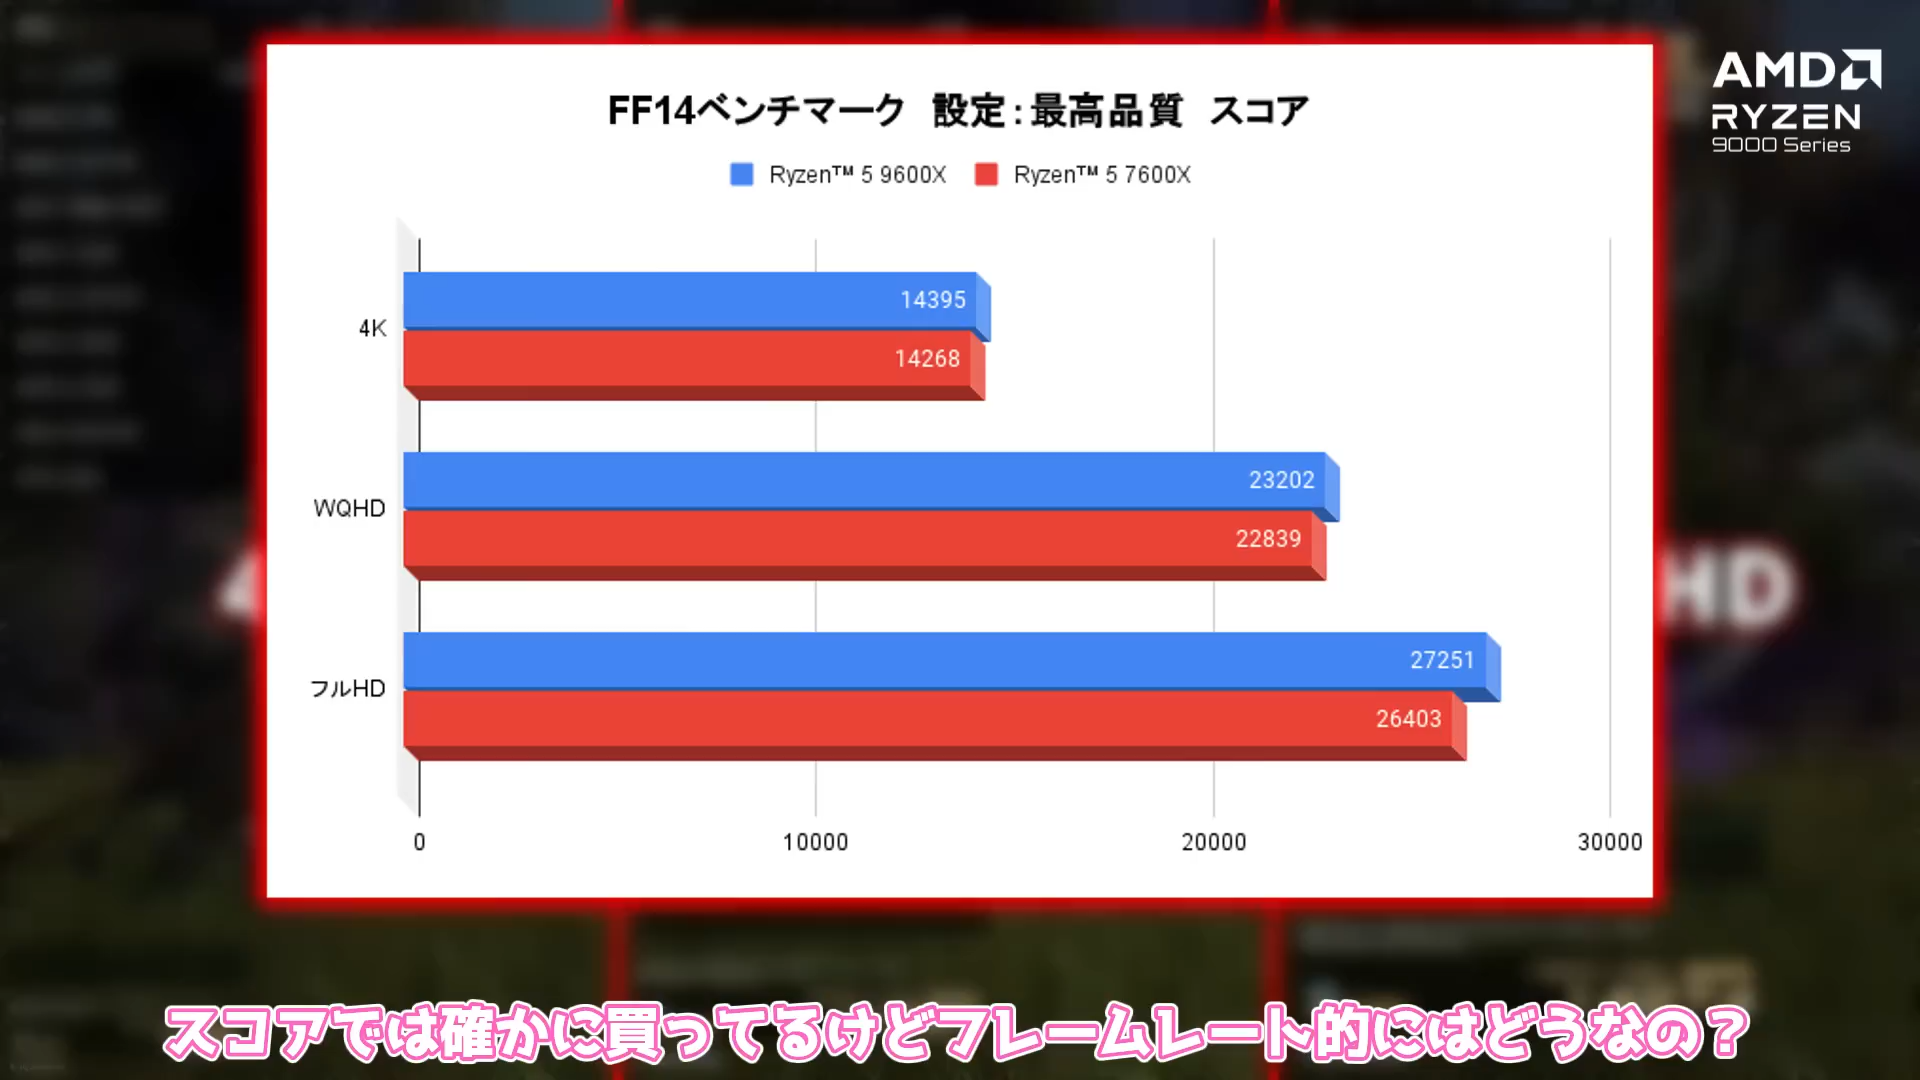 FF14ベンチマーク 設定：最高品質 スコア
Ryzen™ 5 9600X
Ryzen™ 5 7600X
AMD
RYZEN
9000 Series
4K
14395
14268
WQHD
23202
22839
フルHD
27251
26403
0
10000
20000
30000
4
HD
スコアでは確かに買ってるけどフレームレート的にはどうなの？